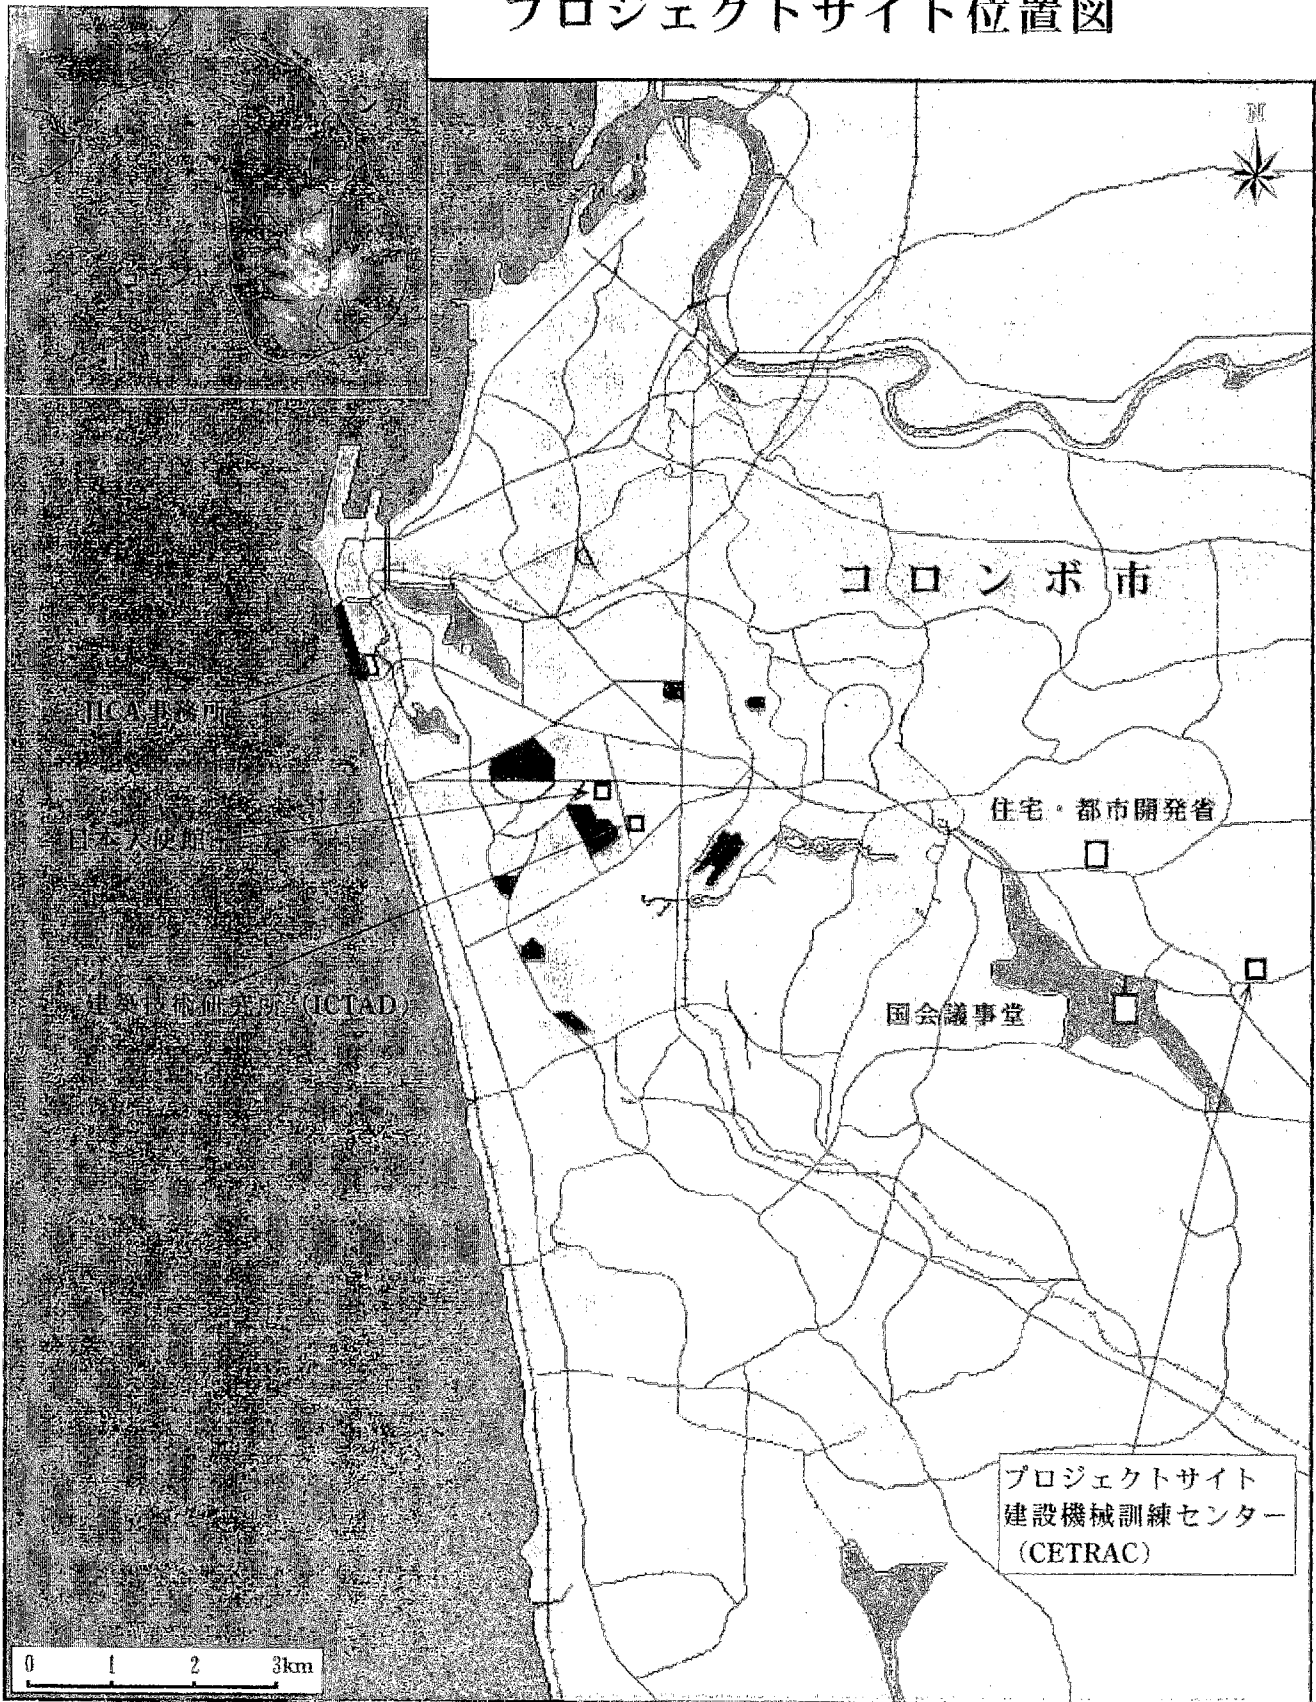 プロジェクトサイト位置図
N
コロンボ市
JICA事務所
住宅・都市開発省
日本大使館
建築技術研究所 (ICTAD)
国会議事堂
プロジェクトサイト
建設機械訓練センター
(CETRAC)
0 1 2 3km